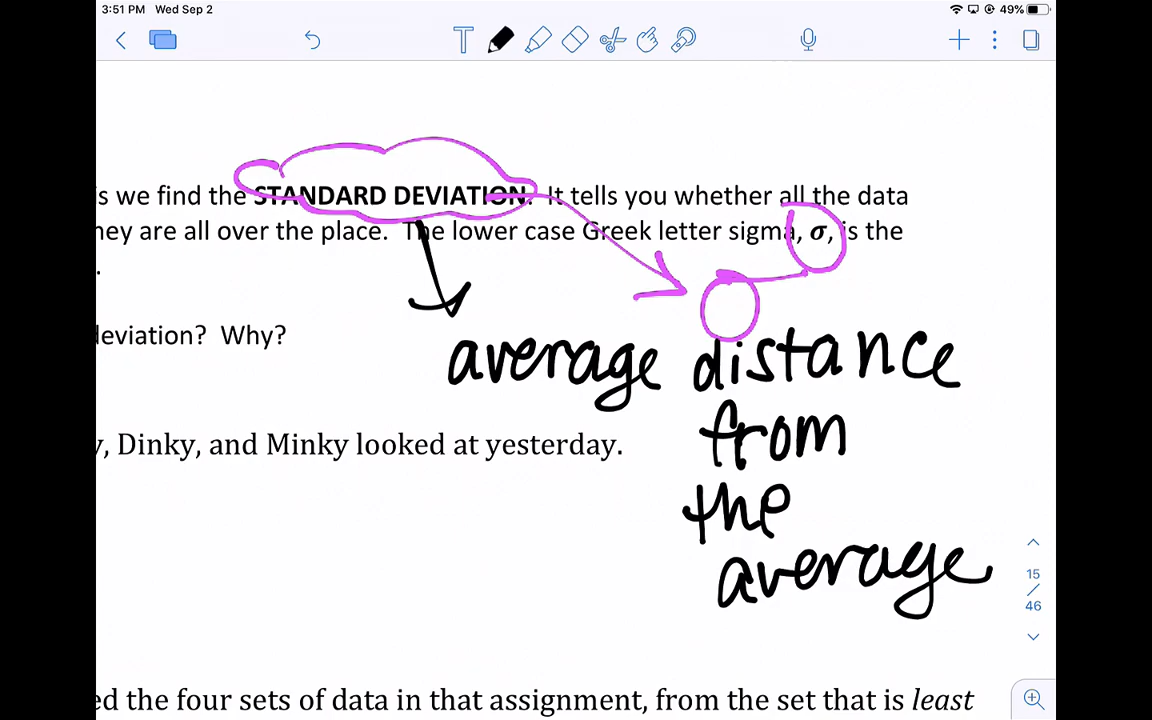 3:51 PM Wed Sep 2
49%
T
s we find the STANDARD DEVIATION. It tells you whether all the data
hey are all over the place. The lower case Greek letter sigma, σ, is the
.
deviation? Why?
average distance
from
the
average
y, Dinky, and Minky looked at yesterday.
15
/
46
ed the four sets of data in that assignment, from the set that is least